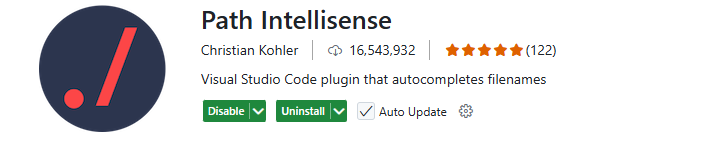 Path Intellisense
Christian Kohler 16,543,932 (122)
Visual Studio Code plugin that autocompletes filenames
Disable Uninstall Auto Update